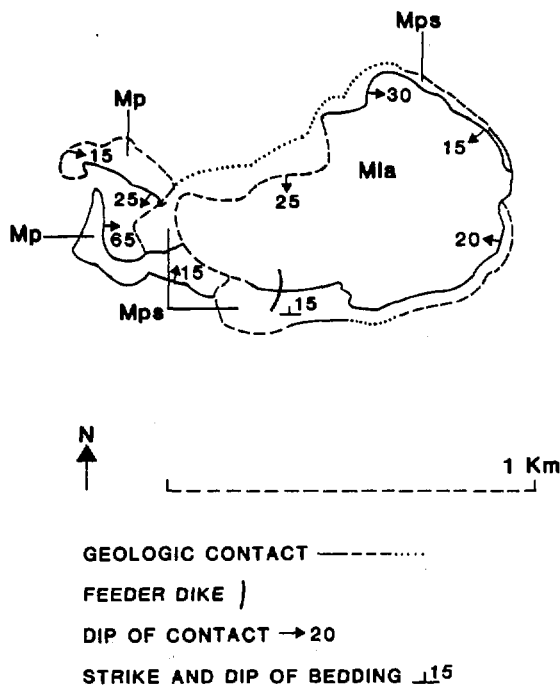 Mps
Mp
30
15
15
Mla
25
25
Mp
65
20
15
Mps
15
N
1 Km
GEOLOGIC CONTACT
FEEDER DIKE
DIP OF CONTACT 20
STRIKE AND DIP OF BEDDING 15